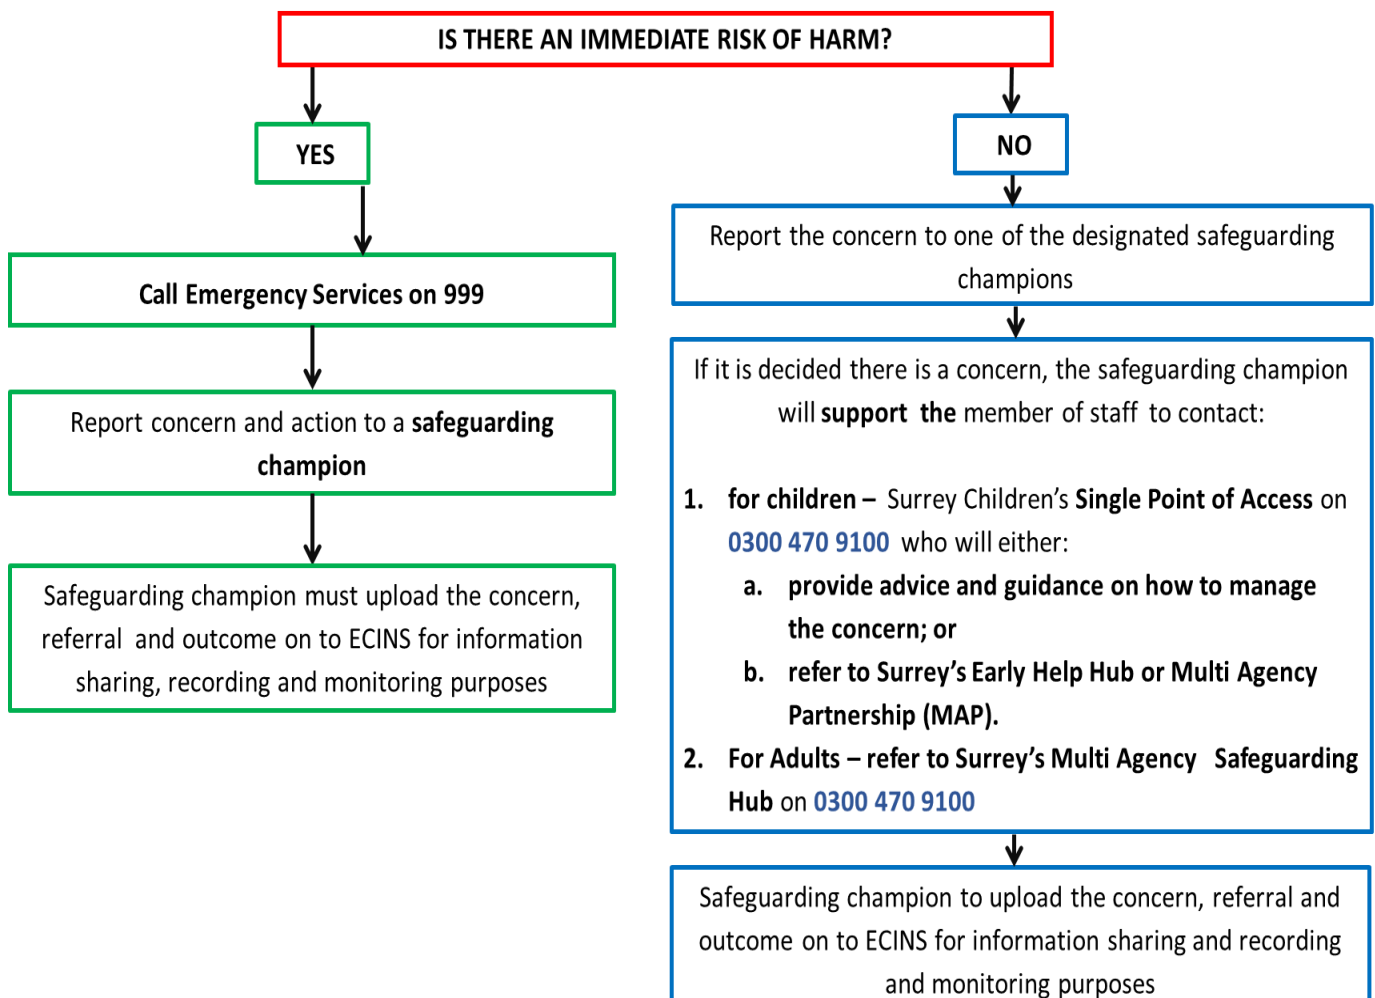 IS THERE AN IMMEDIATE RISK OF HARM?
YES
Call Emergency Services on 999
Report concern and action to a safeguarding
champion
Safeguarding champion must upload the concern,
referral and outcome on to ECINS for information
sharing, recording and monitoring purposes
NO
Report the concern to one of the designated safeguarding
champions
If it is decided there is a concern, the safeguarding champion
will support the member of staff to contact:
1. for children – Surrey Children’s Single Point of Access on
0300 470 9100 who will either:
a. provide advice and guidance on how to manage
the concern; or
b. refer to Surrey’s Early Help Hub or Multi Agency
Partnership (MAP).
2. For Adults – refer to Surrey’s Multi Agency Safeguarding
Hub on 0300 470 9100
Safeguarding champion to upload the concern, referral and
outcome on to ECINS for information sharing and recording
and monitoring purposes